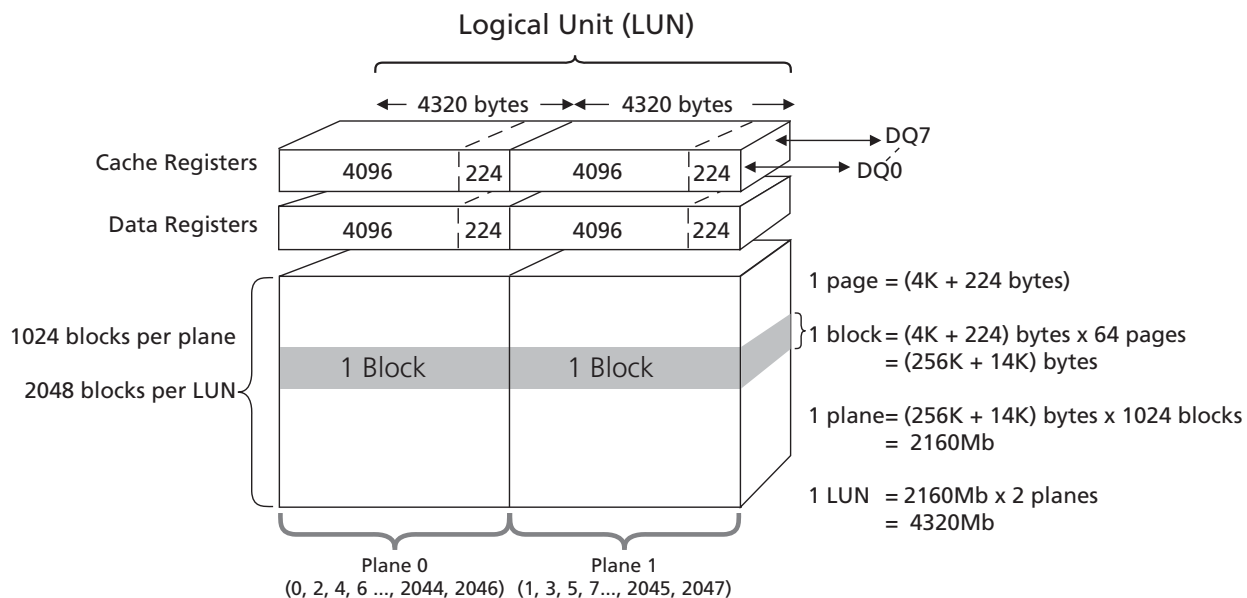 Logical Unit (LUN)
4320 bytes
4320 bytes
DQ7
DQ0
Cache Registers
4096
224
4096
224
Data Registers
4096
224
4096
224
1 page = (4K + 224 bytes)
1024 blocks per plane
2048 blocks per LUN
1 Block
1 Block
1 block = (4K + 224) bytes x 64 pages
= (256K + 14K) bytes
1 plane = (256K + 14K) bytes x 1024 blocks
= 2160Mb
1 LUN = 2160Mb x 2 planes
= 4320Mb
Plane 0
(0, 2, 4, 6 ..., 2044, 2046)
Plane 1
(1, 3, 5, 7..., 2045, 2047)